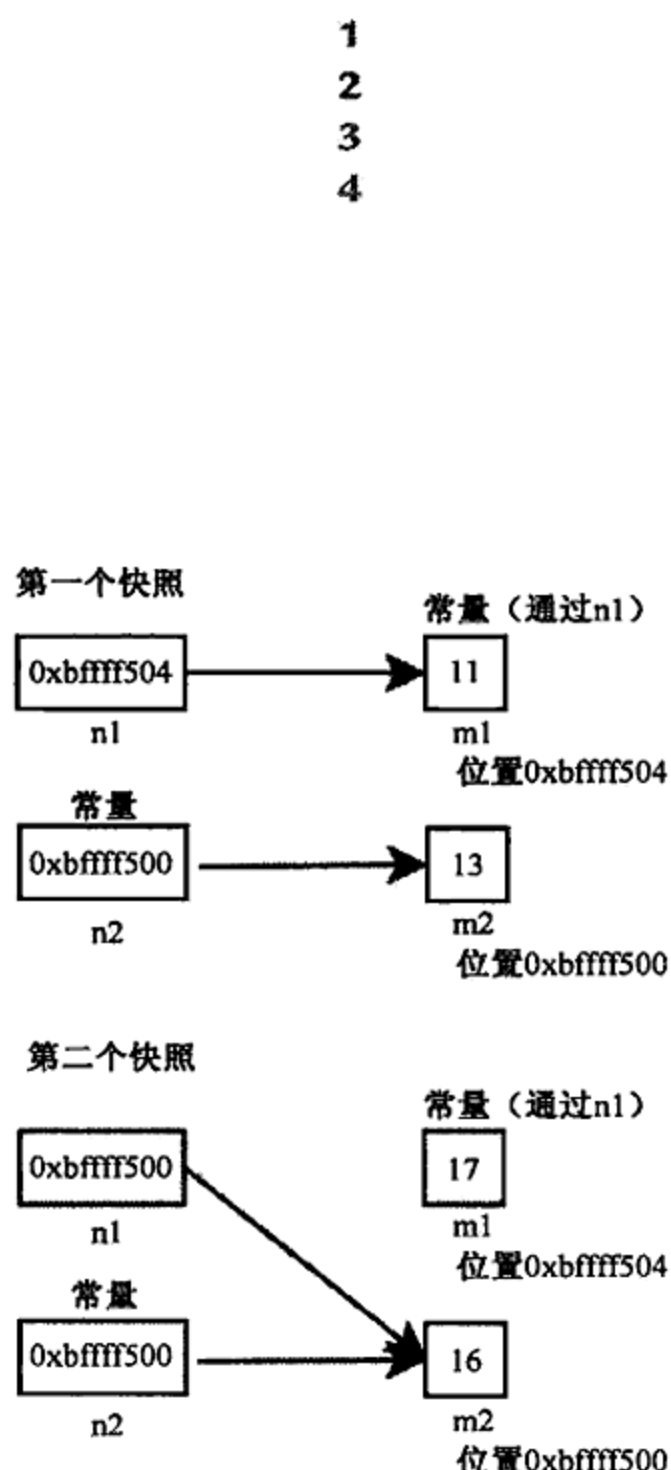 1
2
3
4
第一个快照
常量（通过n1）
0xbffff504
11
n1
m1
位置0xbffff504
常量
0xbffff500
13
n2
m2
位置0xbffff500
第二个快照
常量（通过n1）
0xbffff500
17
n1
m1
位置0xbffff504
常量
0xbffff500
16
n2
m2
位置0xbffff500